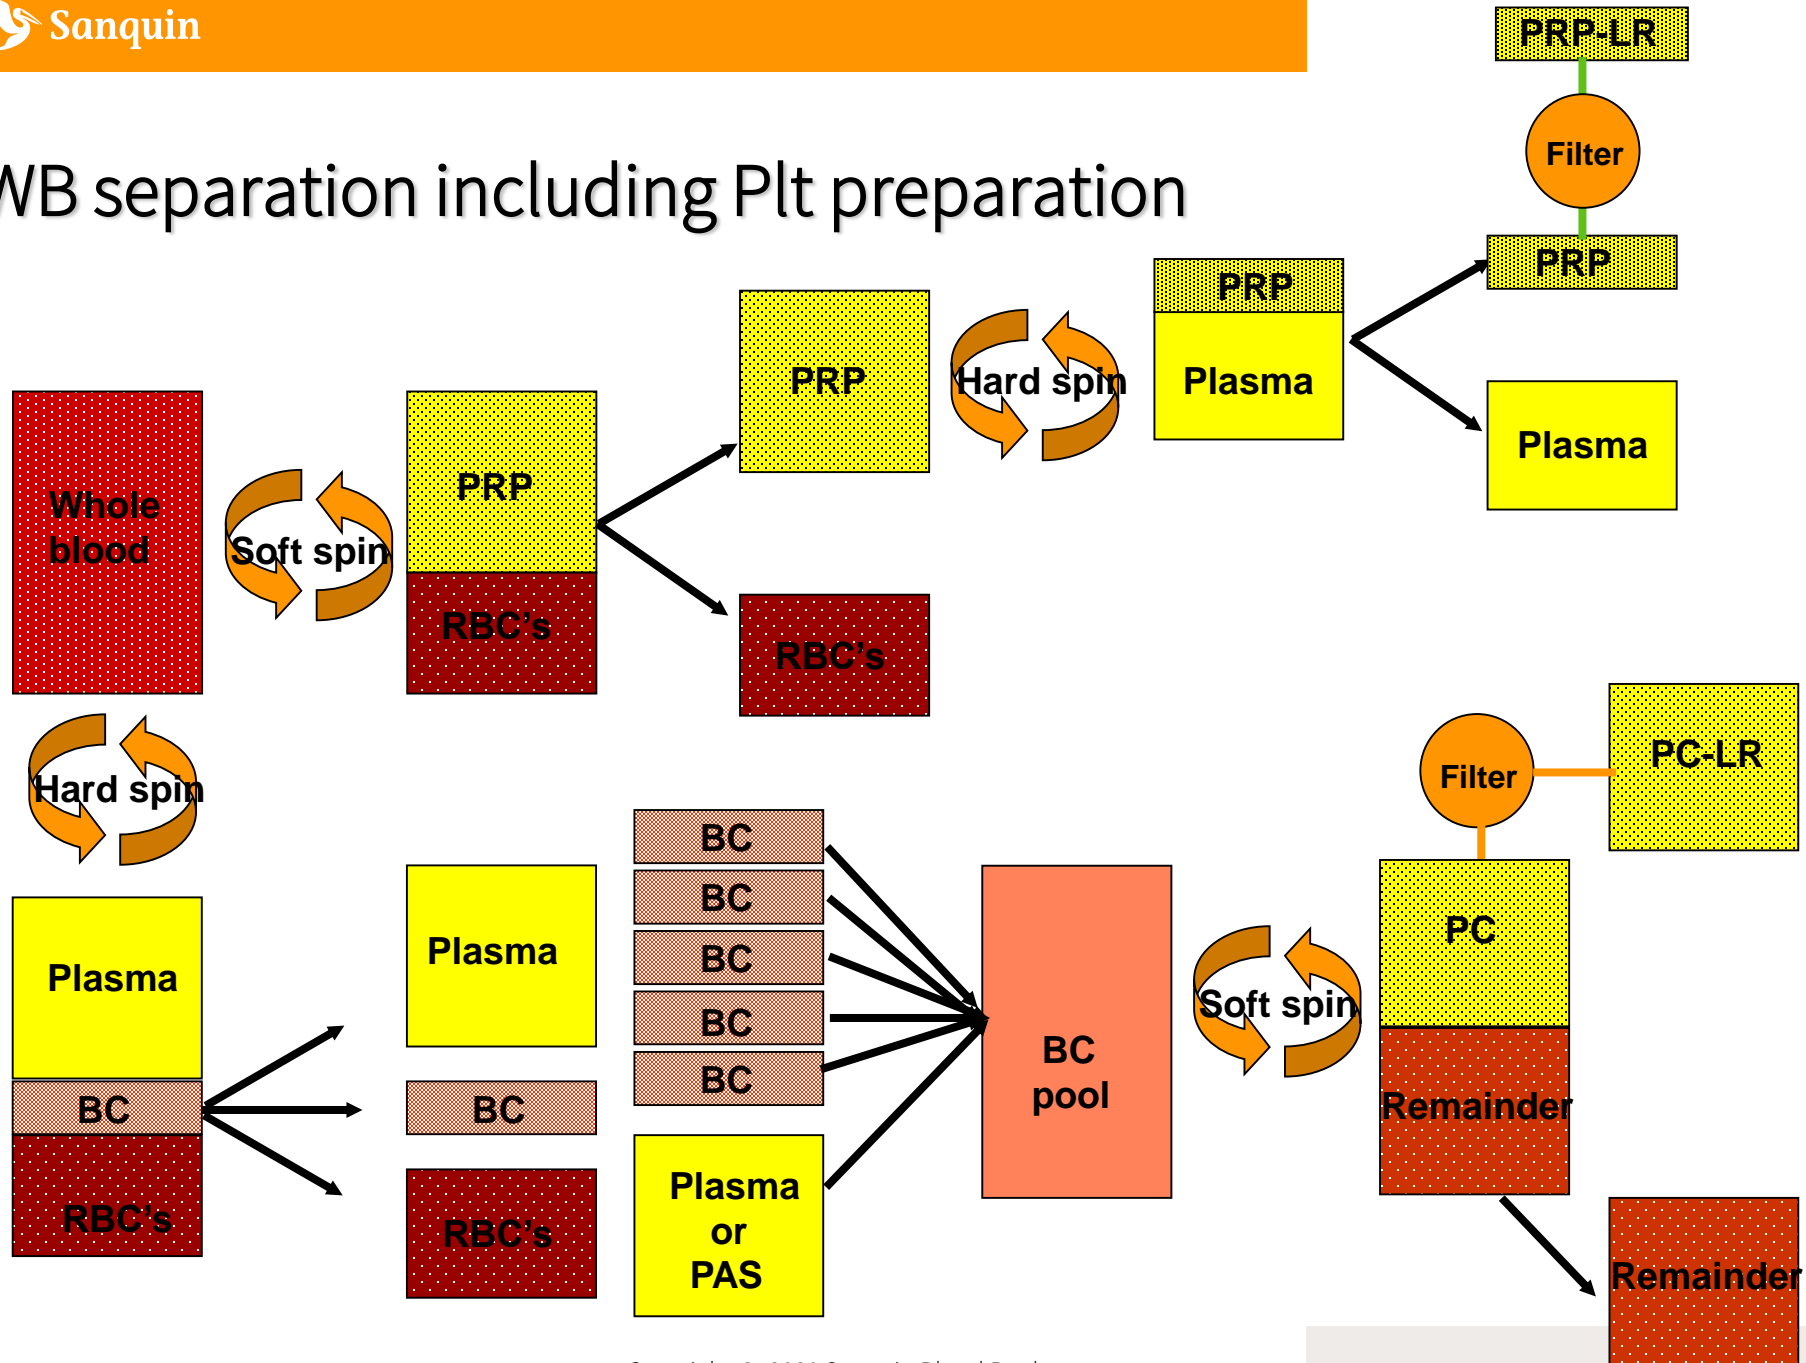 Sanquin
WB separation including Plt preparation
PRP-LR
Filter
PRP
PRP
Plasma
Plasma
PRP
Hard spin
Whole
blood
Soft spin
PRP
RBC's
RBC's
Hard spin
Plasma
BC
RBC's
Plasma
BC
RBC's
BC
BC
BC
BC
BC
Plasma
or
PAS
BC
pool
Soft spin
Filter
PC-LR
PC
Remainder
Remainder